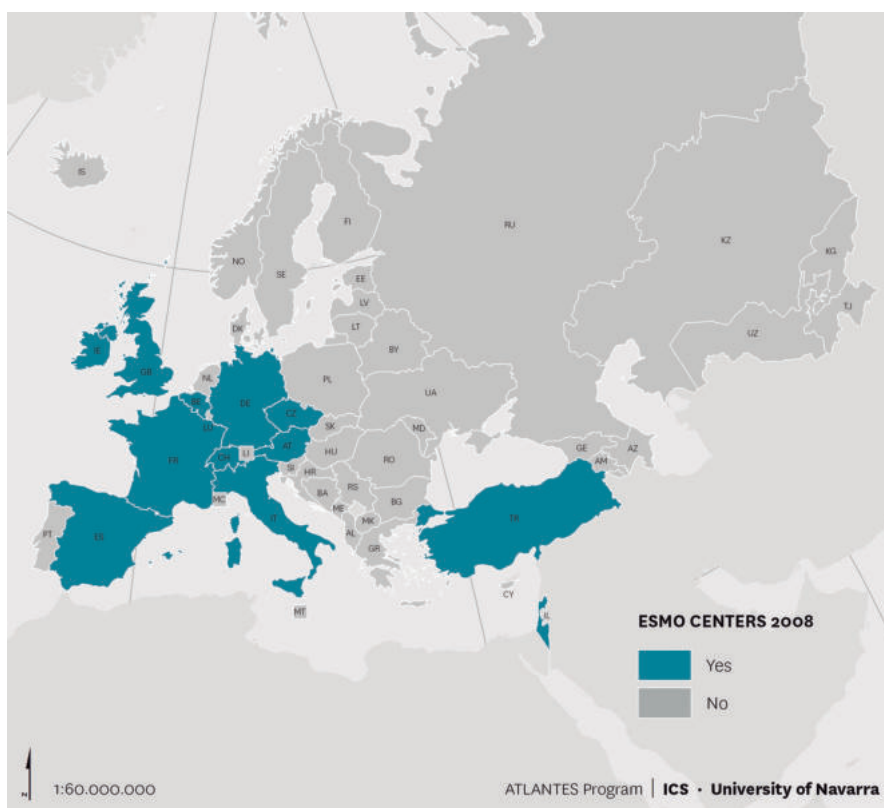 IS
RU
KZ
FI
NO
SE
KG
EE
LV
TJ
DK
LT
UZ
BY
IE
GB
NL
PL
BE
DE
UA
CZ
LU
SK
MD
FR
CH
LI
AT
HU
RO
GE
AZ
SI
HR
AM
MC
BA
RS
IT
ME
BG
MK
TR
PT
ES
AL
GR
CY
MT
IL
ESMO CENTERS 2008
Yes
No
N
1:60.000.000
ATLANTES Program | ICS · University of Navarra